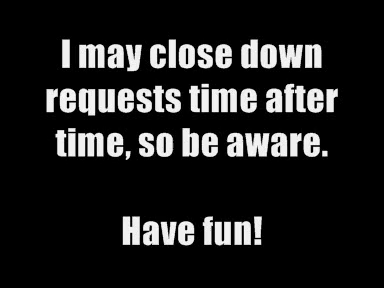 I may close down
requests time after
time, so be aware.
Have fun!